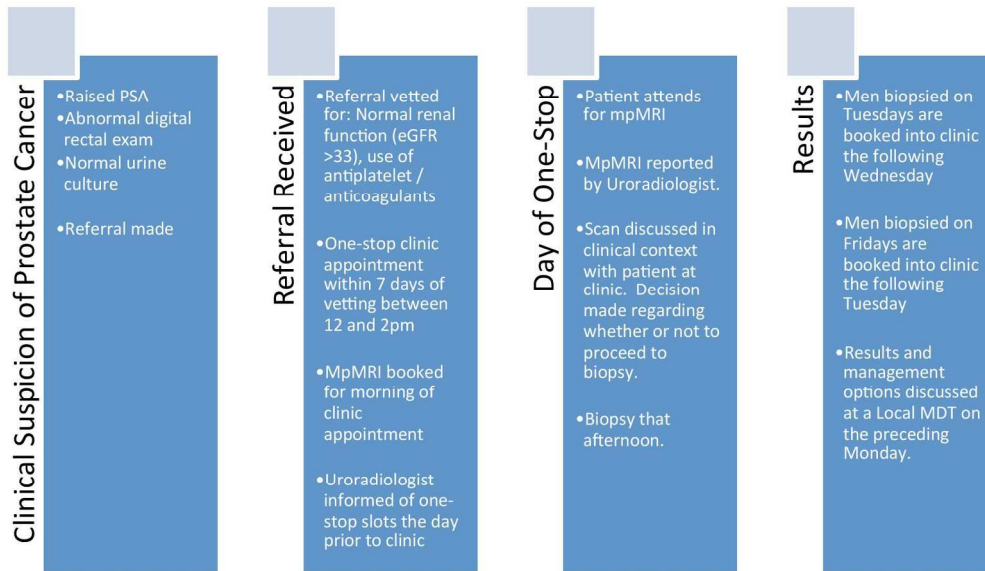 Clinical Suspicion of Prostate Cancer
•Raised PSA
•Abnormal digital
rectal exam
•Normal urine
culture
•Referral made
Referral Received
•Referral vetted
for: Normal renal
function (eGFR
>33), use of
antiplatelet /
anticoagulants
•One-stop clinic
appointment
within 7 days of
vetting between
12 and 2pm
•MpMRI booked
for morning of
clinic
appointment
•Uroradiologist
informed of one-
stop slots the day
prior to clinic
Day of One-Stop
•Patient attends
for mpMRI
•MpMRI reported
by Uroradiologist.
•Scan discussed in
clinical context
with patient at
clinic. Decision
made regarding
whether or not to
proceed to
biopsy.
•Biopsy that
afternoon.
Results
•Men biopsied on
Tuesdays are
booked into clinic
the following
Wednesday
•Men biopsied on
Fridays are
booked into clinic
the following
Tuesday
•Results and
management
options discussed
at a Local MDT on
the preceding
Monday.